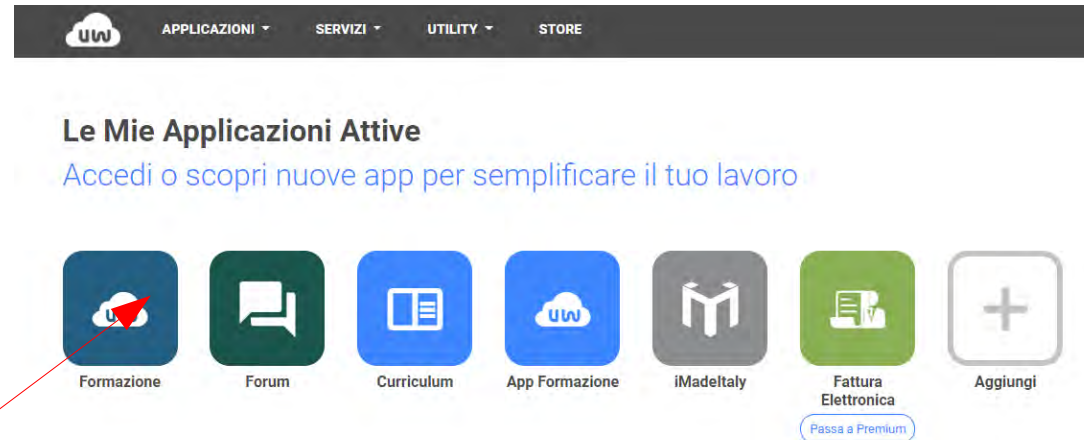 uw APPLICAZIONI SERVIZI UTILITY STORE
Le Mie Applicazioni Attive
Accedi o scopri nuove app per semplificare il tuo lavoro
uw
Formazione Forum Curriculum App Formazione iMadeItaly Fattura Elettronica Aggiungi
Passa a Premium